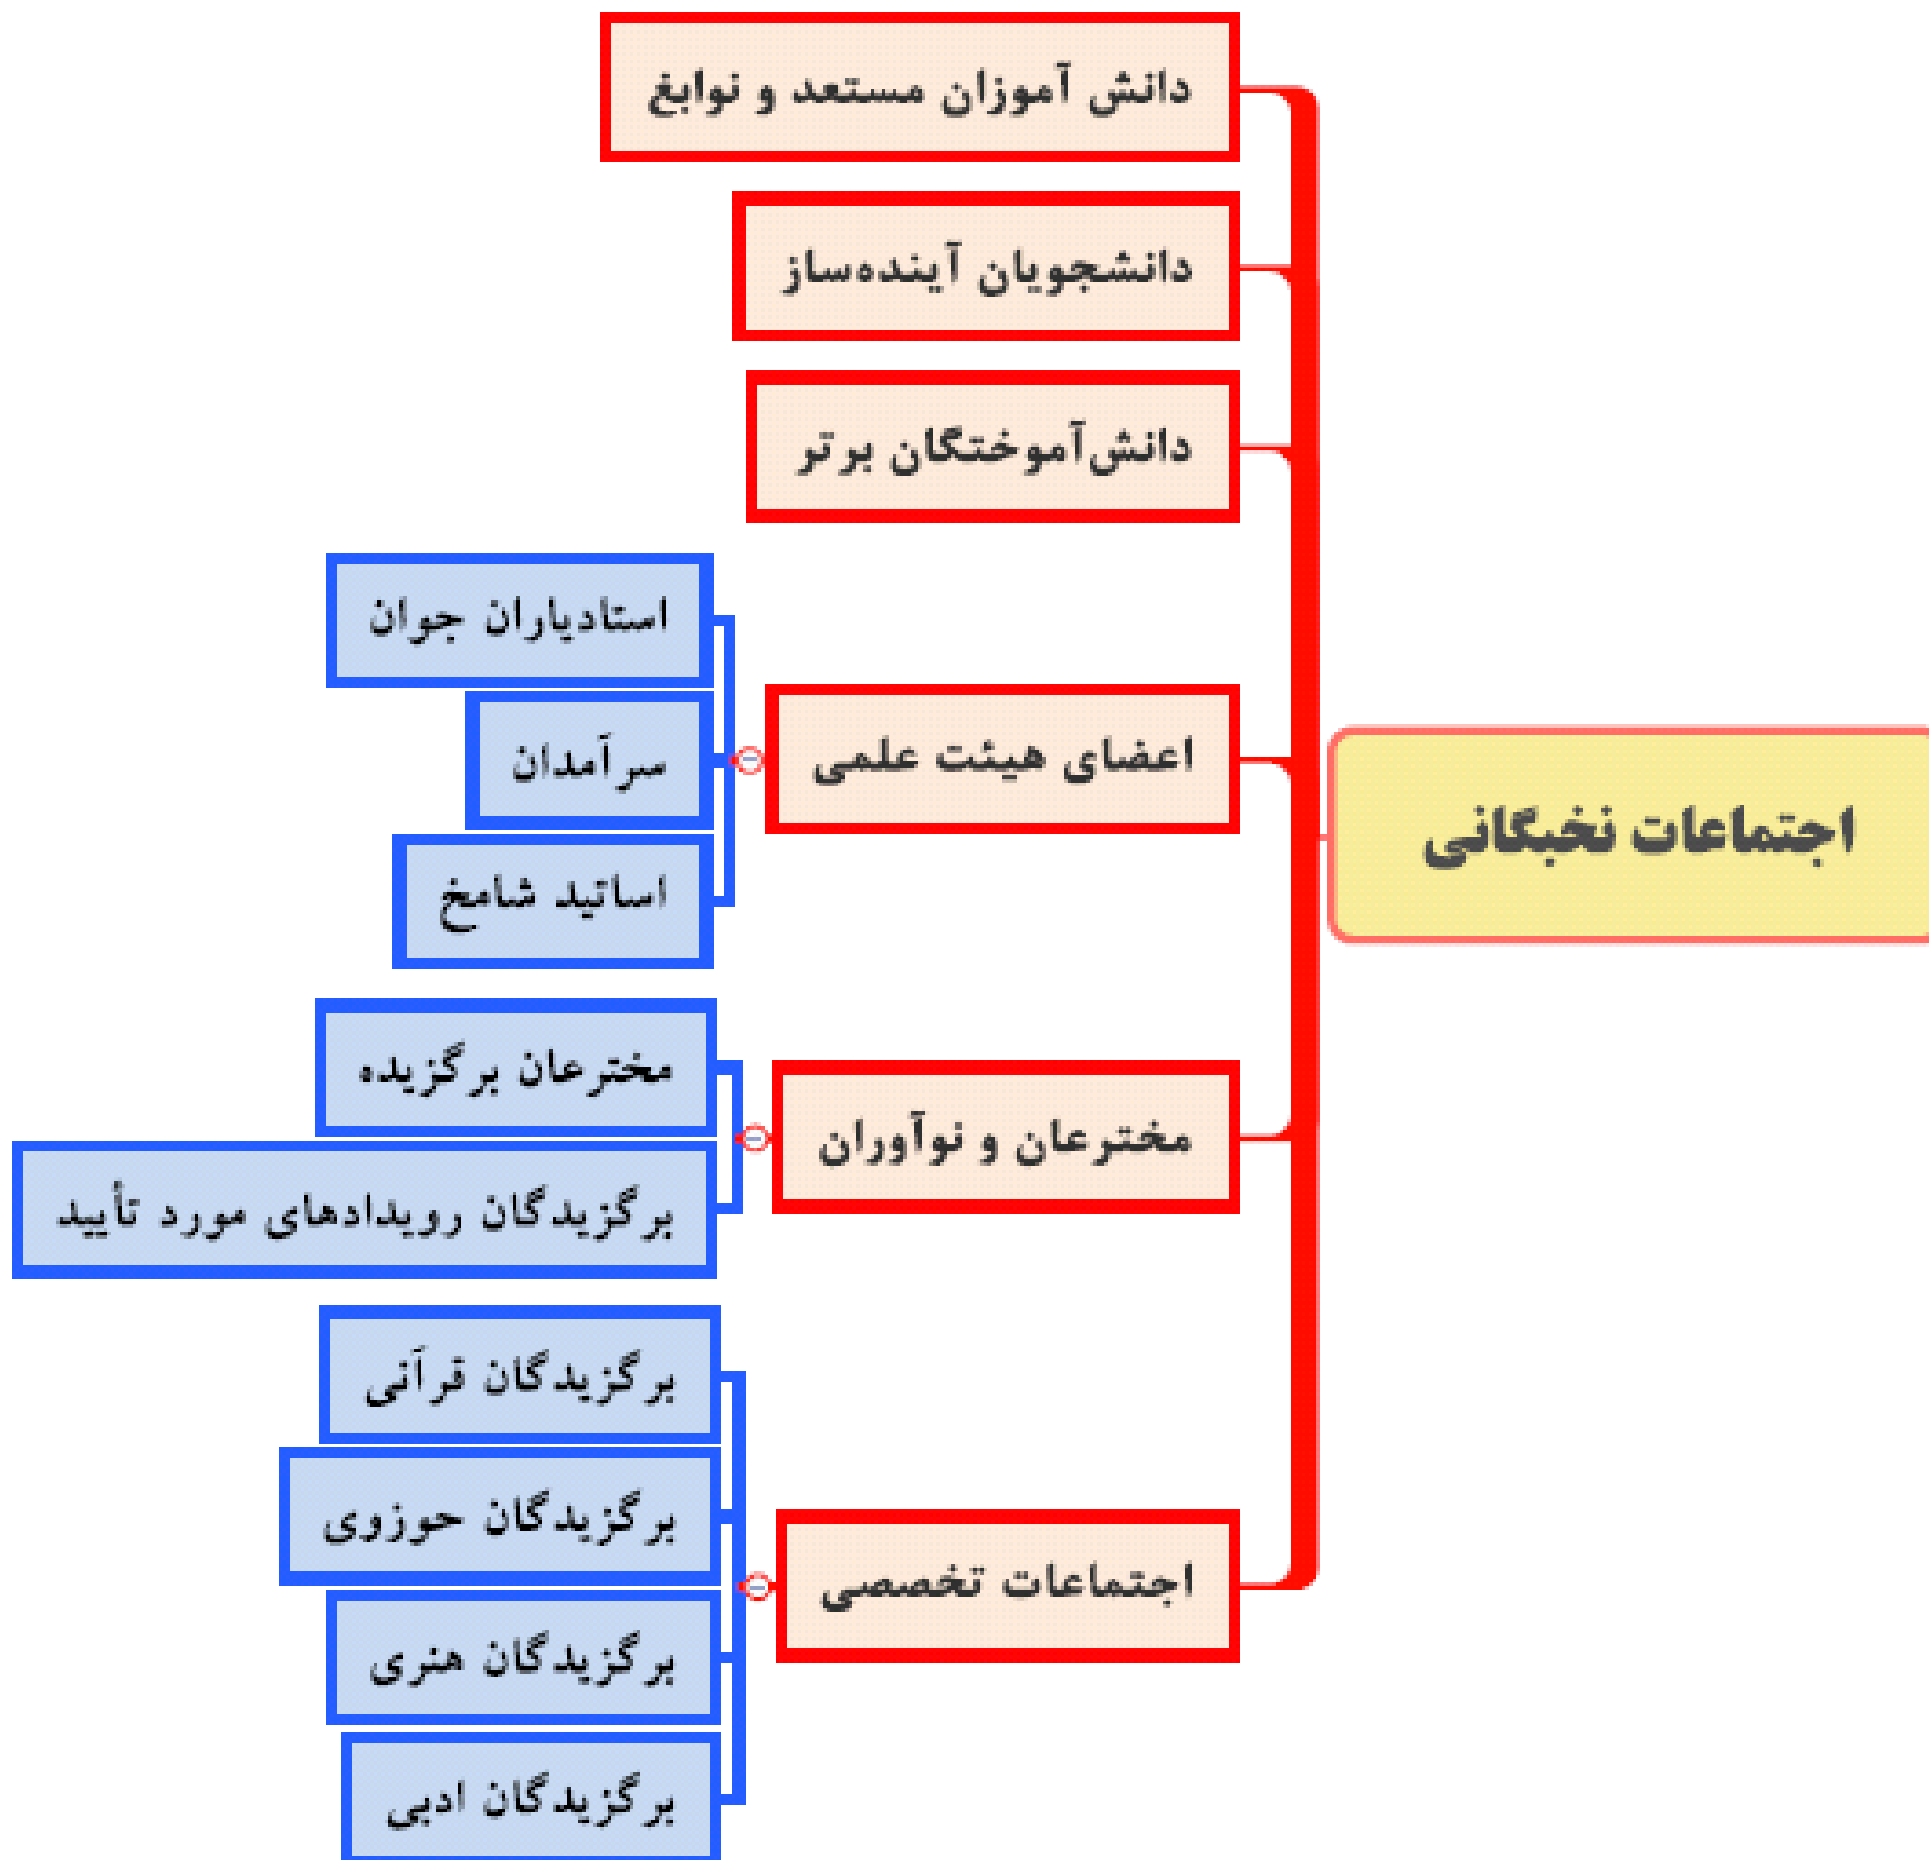 اجتماعات نخبگانی
دانش آموزان مستعد و نوابغ
دانشجویان آینده‌ساز
دانش‌آموختگان برتر
اعضای هیئت علمی
استادیاران جوان
سرآمدان
اساتید شامخ
مخترعان و نوآوران
مخترعان برگزیده
برگزیدگان رویدادهای مورد تأیید
اجتماعات تخصصی
برگزیدگان قرآنی
برگزیدگان حوزوی
برگزیدگان هنری
برگزیدگان ادبی